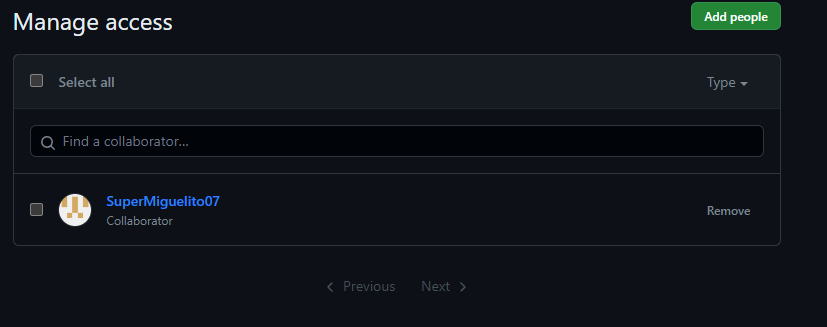 Manage access
Add people
Select all
Type
Find a collaborator...
SuperMiguelito07
Collaborator
Remove
Previous Next